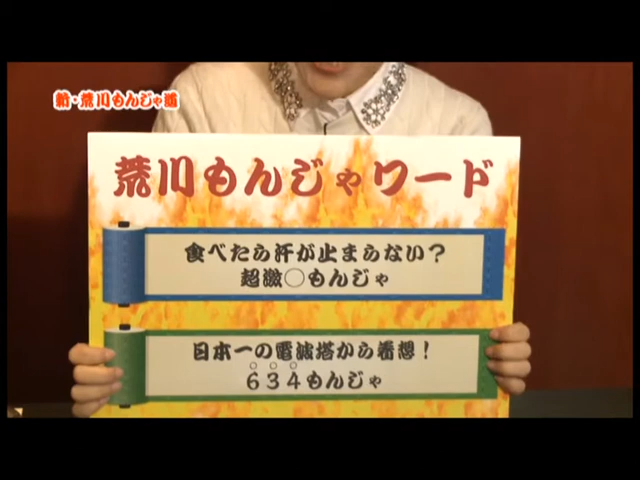 新・荒川もんじゃ道
荒川もんじゃワード
食べたら汗が止まらない?
超激○もんじゃ
日本一の電波塔から着想!
○○○
634もんじゃ